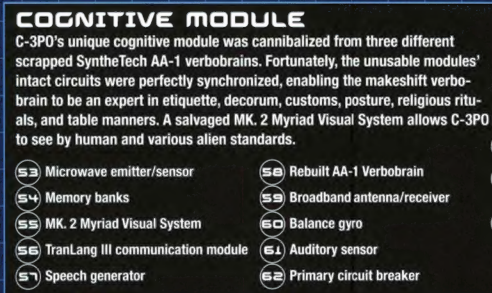 COGNITIVE MODULE
C-3PO's unique cognitive module was cannibalized from three different
scrapped SyntheTech AA-1 verbobrains. Fortunately, the unusable modules'
intact circuits were perfectly synchronized, enabling the makeshift verbo-
brain to be an expert in etiquette, decorum, customs, posture, religious ritu-
als, and table manners. A salvaged MK. 2 Myriad Visual System allows C-3PO
to see by human and various alien standards.
53 Microwave emitter/sensor
54 Memory banks
55 MK. 2 Myriad Visual System
56 TranLang III communication module
57 Speech generator
58 Rebuilt AA-1 Verbobrain
59 Broadband antenna/receiver
60 Balance gyro
61 Auditory sensor
62 Primary circuit breaker